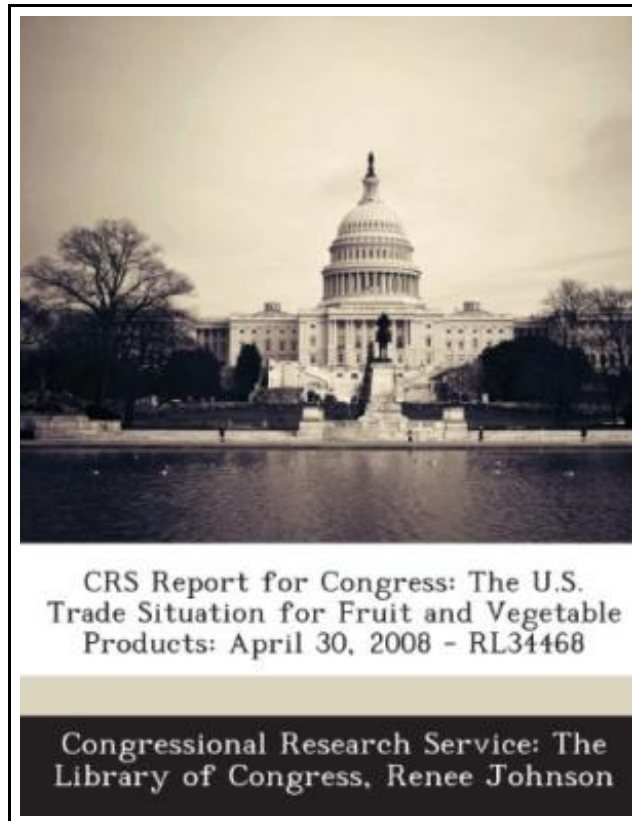 CRS Report for Congress: The U.S.
Trade Situation for Fruit and Vegetable
Products: April 30, 2008 - RL34468
Congressional Research Service: The
Library of Congress, Renee Johnson